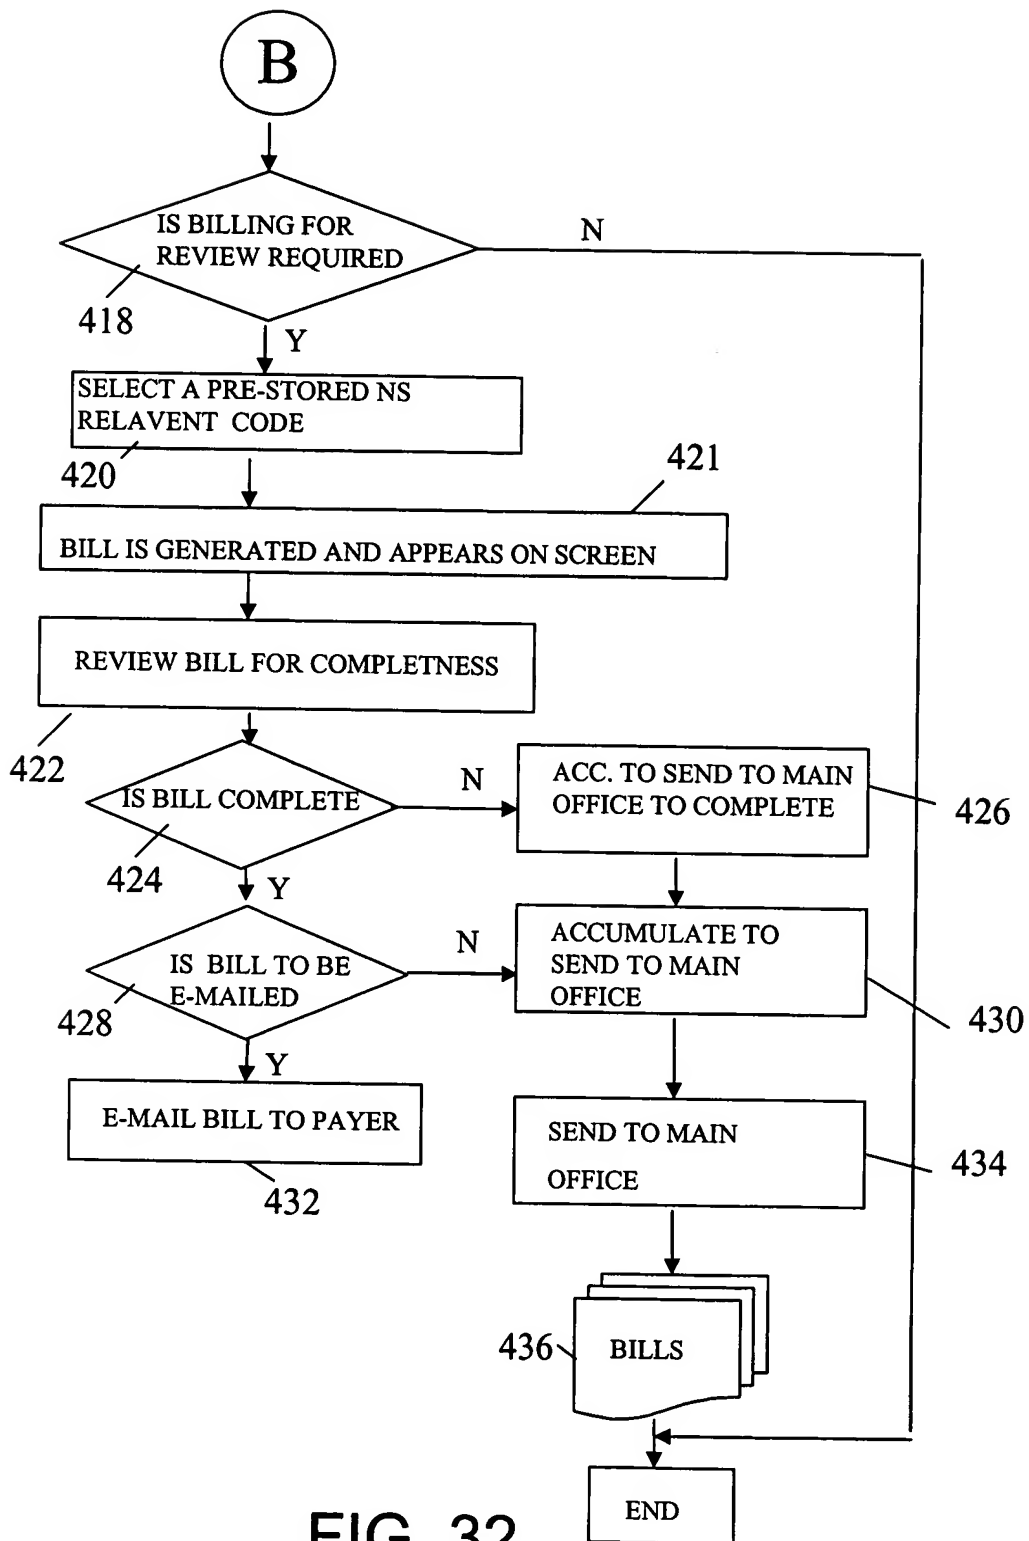 B
IS BILLING FOR
REVIEW REQUIRED
N
418
Y
SELECT A PRE-STORED NS
RELAVENT CODE
420
421
BILL IS GENERATED AND APPEARS ON SCREEN
REVIEW BILL FOR COMPLETNESS
422
IS BILL COMPLETE
N
ACC. TO SEND TO MAIN
OFFICE TO COMPLETE
426
424
Y
IS BILL TO BE
E-MAILED
N
ACCUMULATE TO
SEND TO MAIN
OFFICE
428
430
Y
E-MAIL BILL TO PAYER
432
SEND TO MAIN
OFFICE
434
436
BILLS
END
FIG. 32